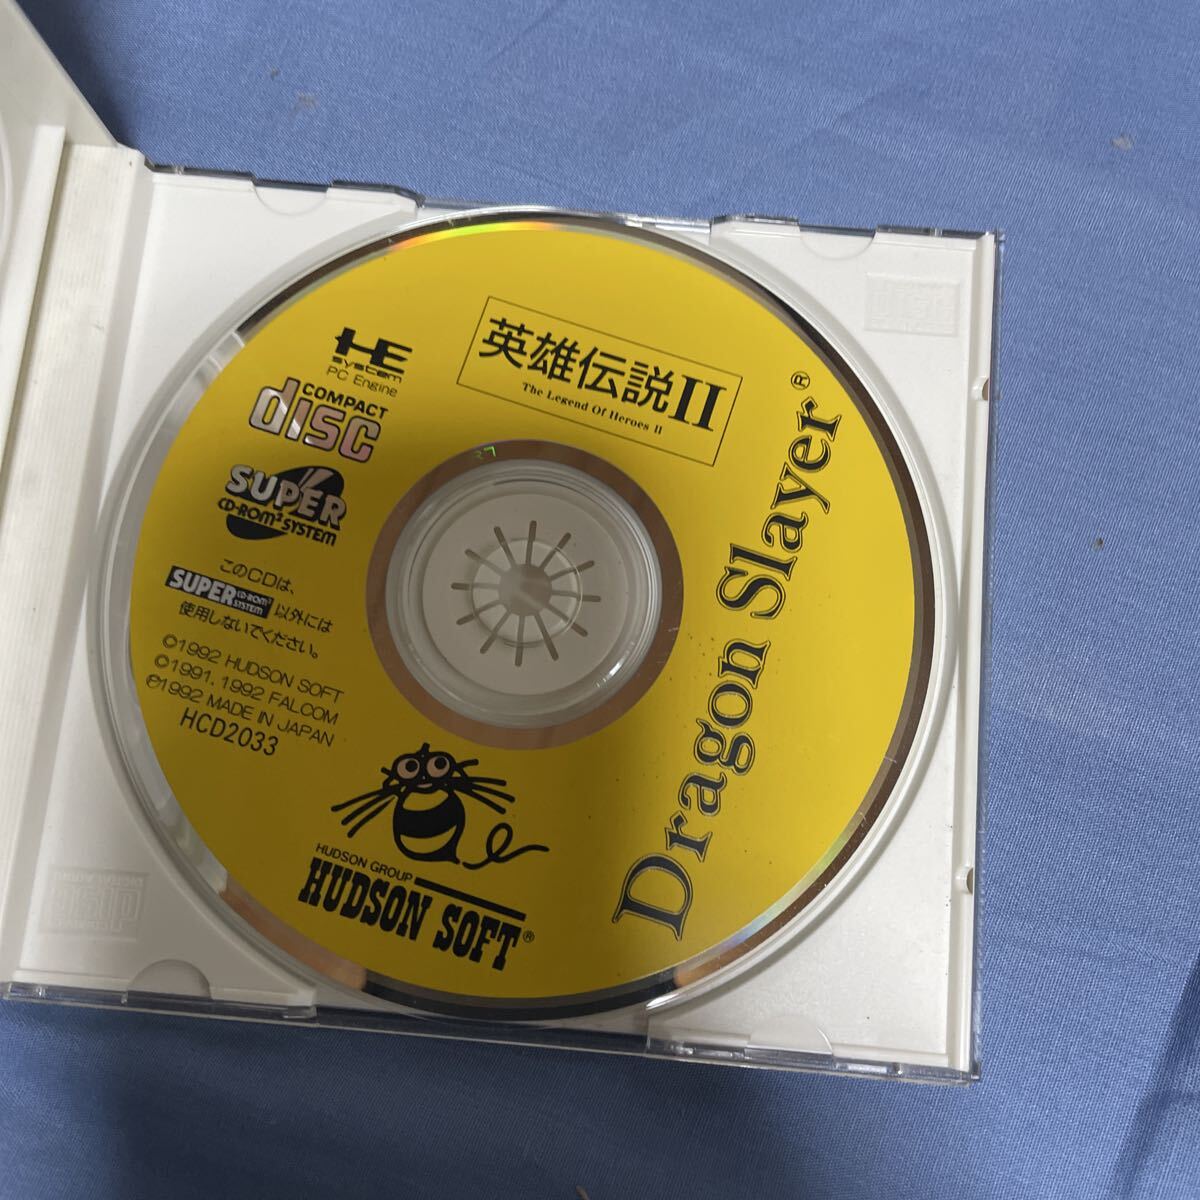 英雄伝説II
The Legend Of Heroes II
Dragon Slayer®
HE
system
PC Engine
COMPACT
disc
SUPER
CD-ROM² SYSTEM
このCDは、
SUPER CD-ROM² SYSTEM 以外には
使用しないでください。
©1992 HUDSON SOFT
©1991, 1992 FALCOM
℗1992 MADE IN JAPAN
HCD2033
HUDSON GROUP
HUDSON SOFT®